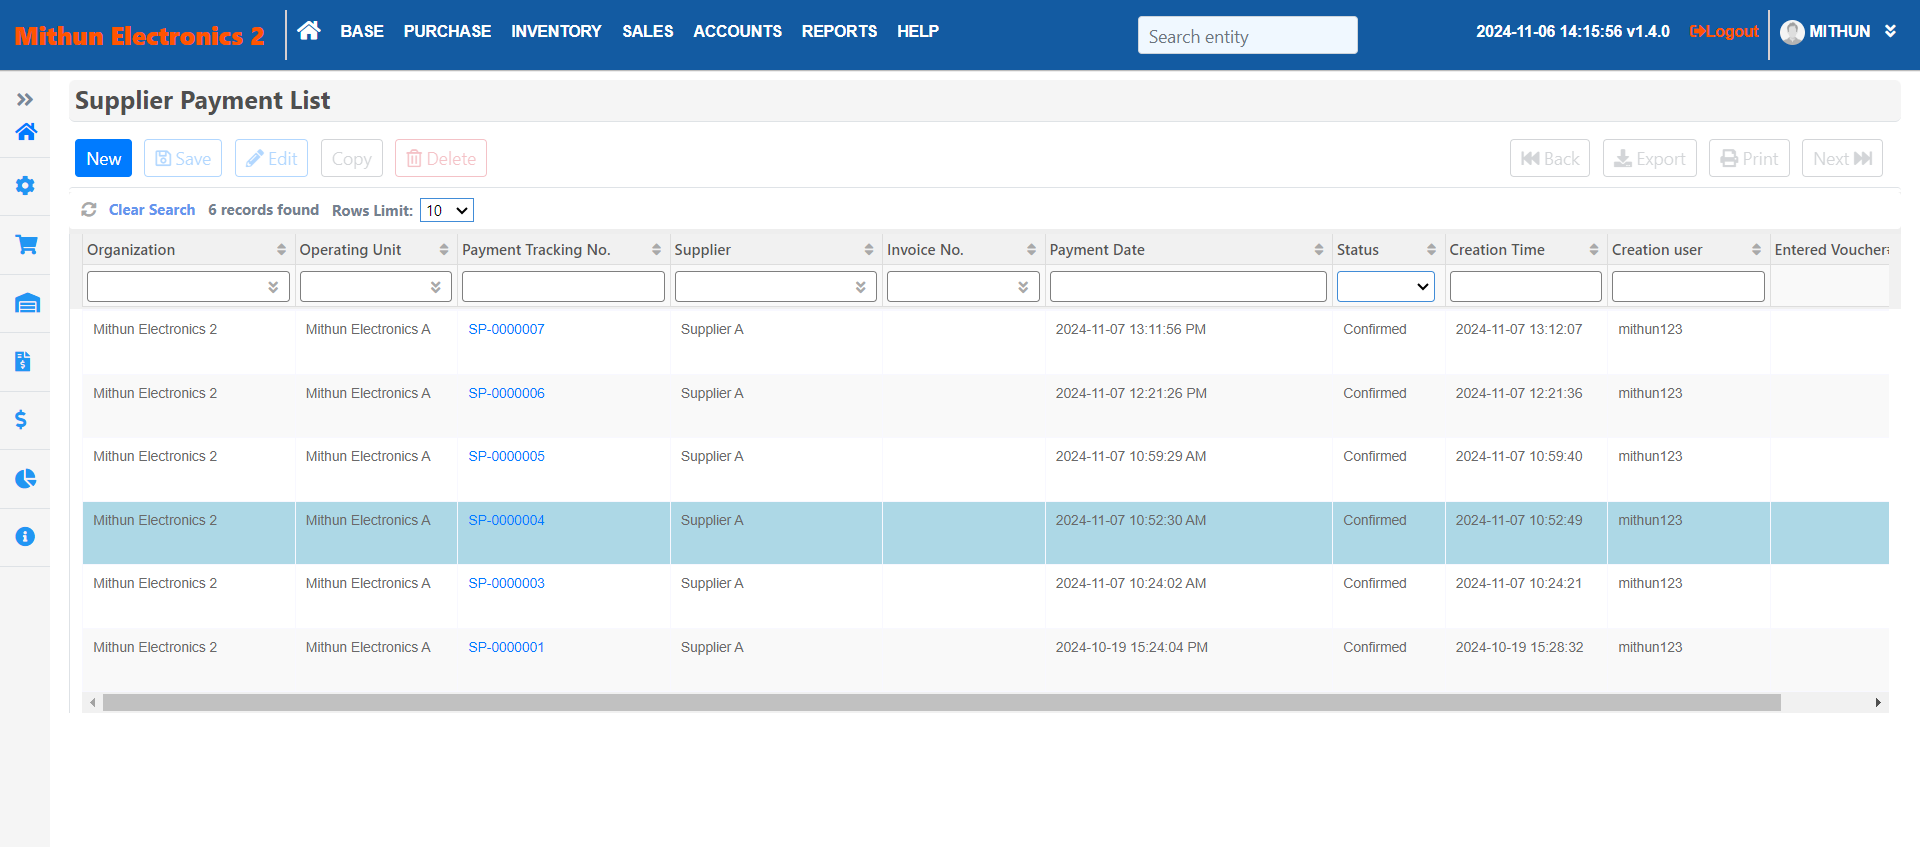 Mithun Electronics 2 BASE PURCHASE INVENTORY SALES ACCOUNTS REPORTS HELP Search entity 2024-11-06 14:15:56 v1.4.0 Logout MITHUN
Supplier Payment List
New Save Edit Copy Delete Back Export Print Next
Clear Search 6 records found Rows Limit: 10
Organization Operating Unit Payment Tracking No. Supplier Invoice No. Payment Date Status Creation Time Creation user Entered Voucher
Mithun Electronics 2 Mithun Electronics A SP-0000007 Supplier A 2024-11-07 13:11:56 PM Confirmed 2024-11-07 13:12:07 mithun123
Mithun Electronics 2 Mithun Electronics A SP-0000006 Supplier A 2024-11-07 12:21:26 PM Confirmed 2024-11-07 12:21:36 mithun123
Mithun Electronics 2 Mithun Electronics A SP-0000005 Supplier A 2024-11-07 10:59:29 AM Confirmed 2024-11-07 10:59:40 mithun123
Mithun Electronics 2 Mithun Electronics A SP-0000004 Supplier A 2024-11-07 10:52:30 AM Confirmed 2024-11-07 10:52:49 mithun123
Mithun Electronics 2 Mithun Electronics A SP-0000003 Supplier A 2024-11-07 10:24:02 AM Confirmed 2024-11-07 10:24:21 mithun123
Mithun Electronics 2 Mithun Electronics A SP-0000001 Supplier A 2024-10-19 15:24:04 PM Confirmed 2024-10-19 15:28:32 mithun123